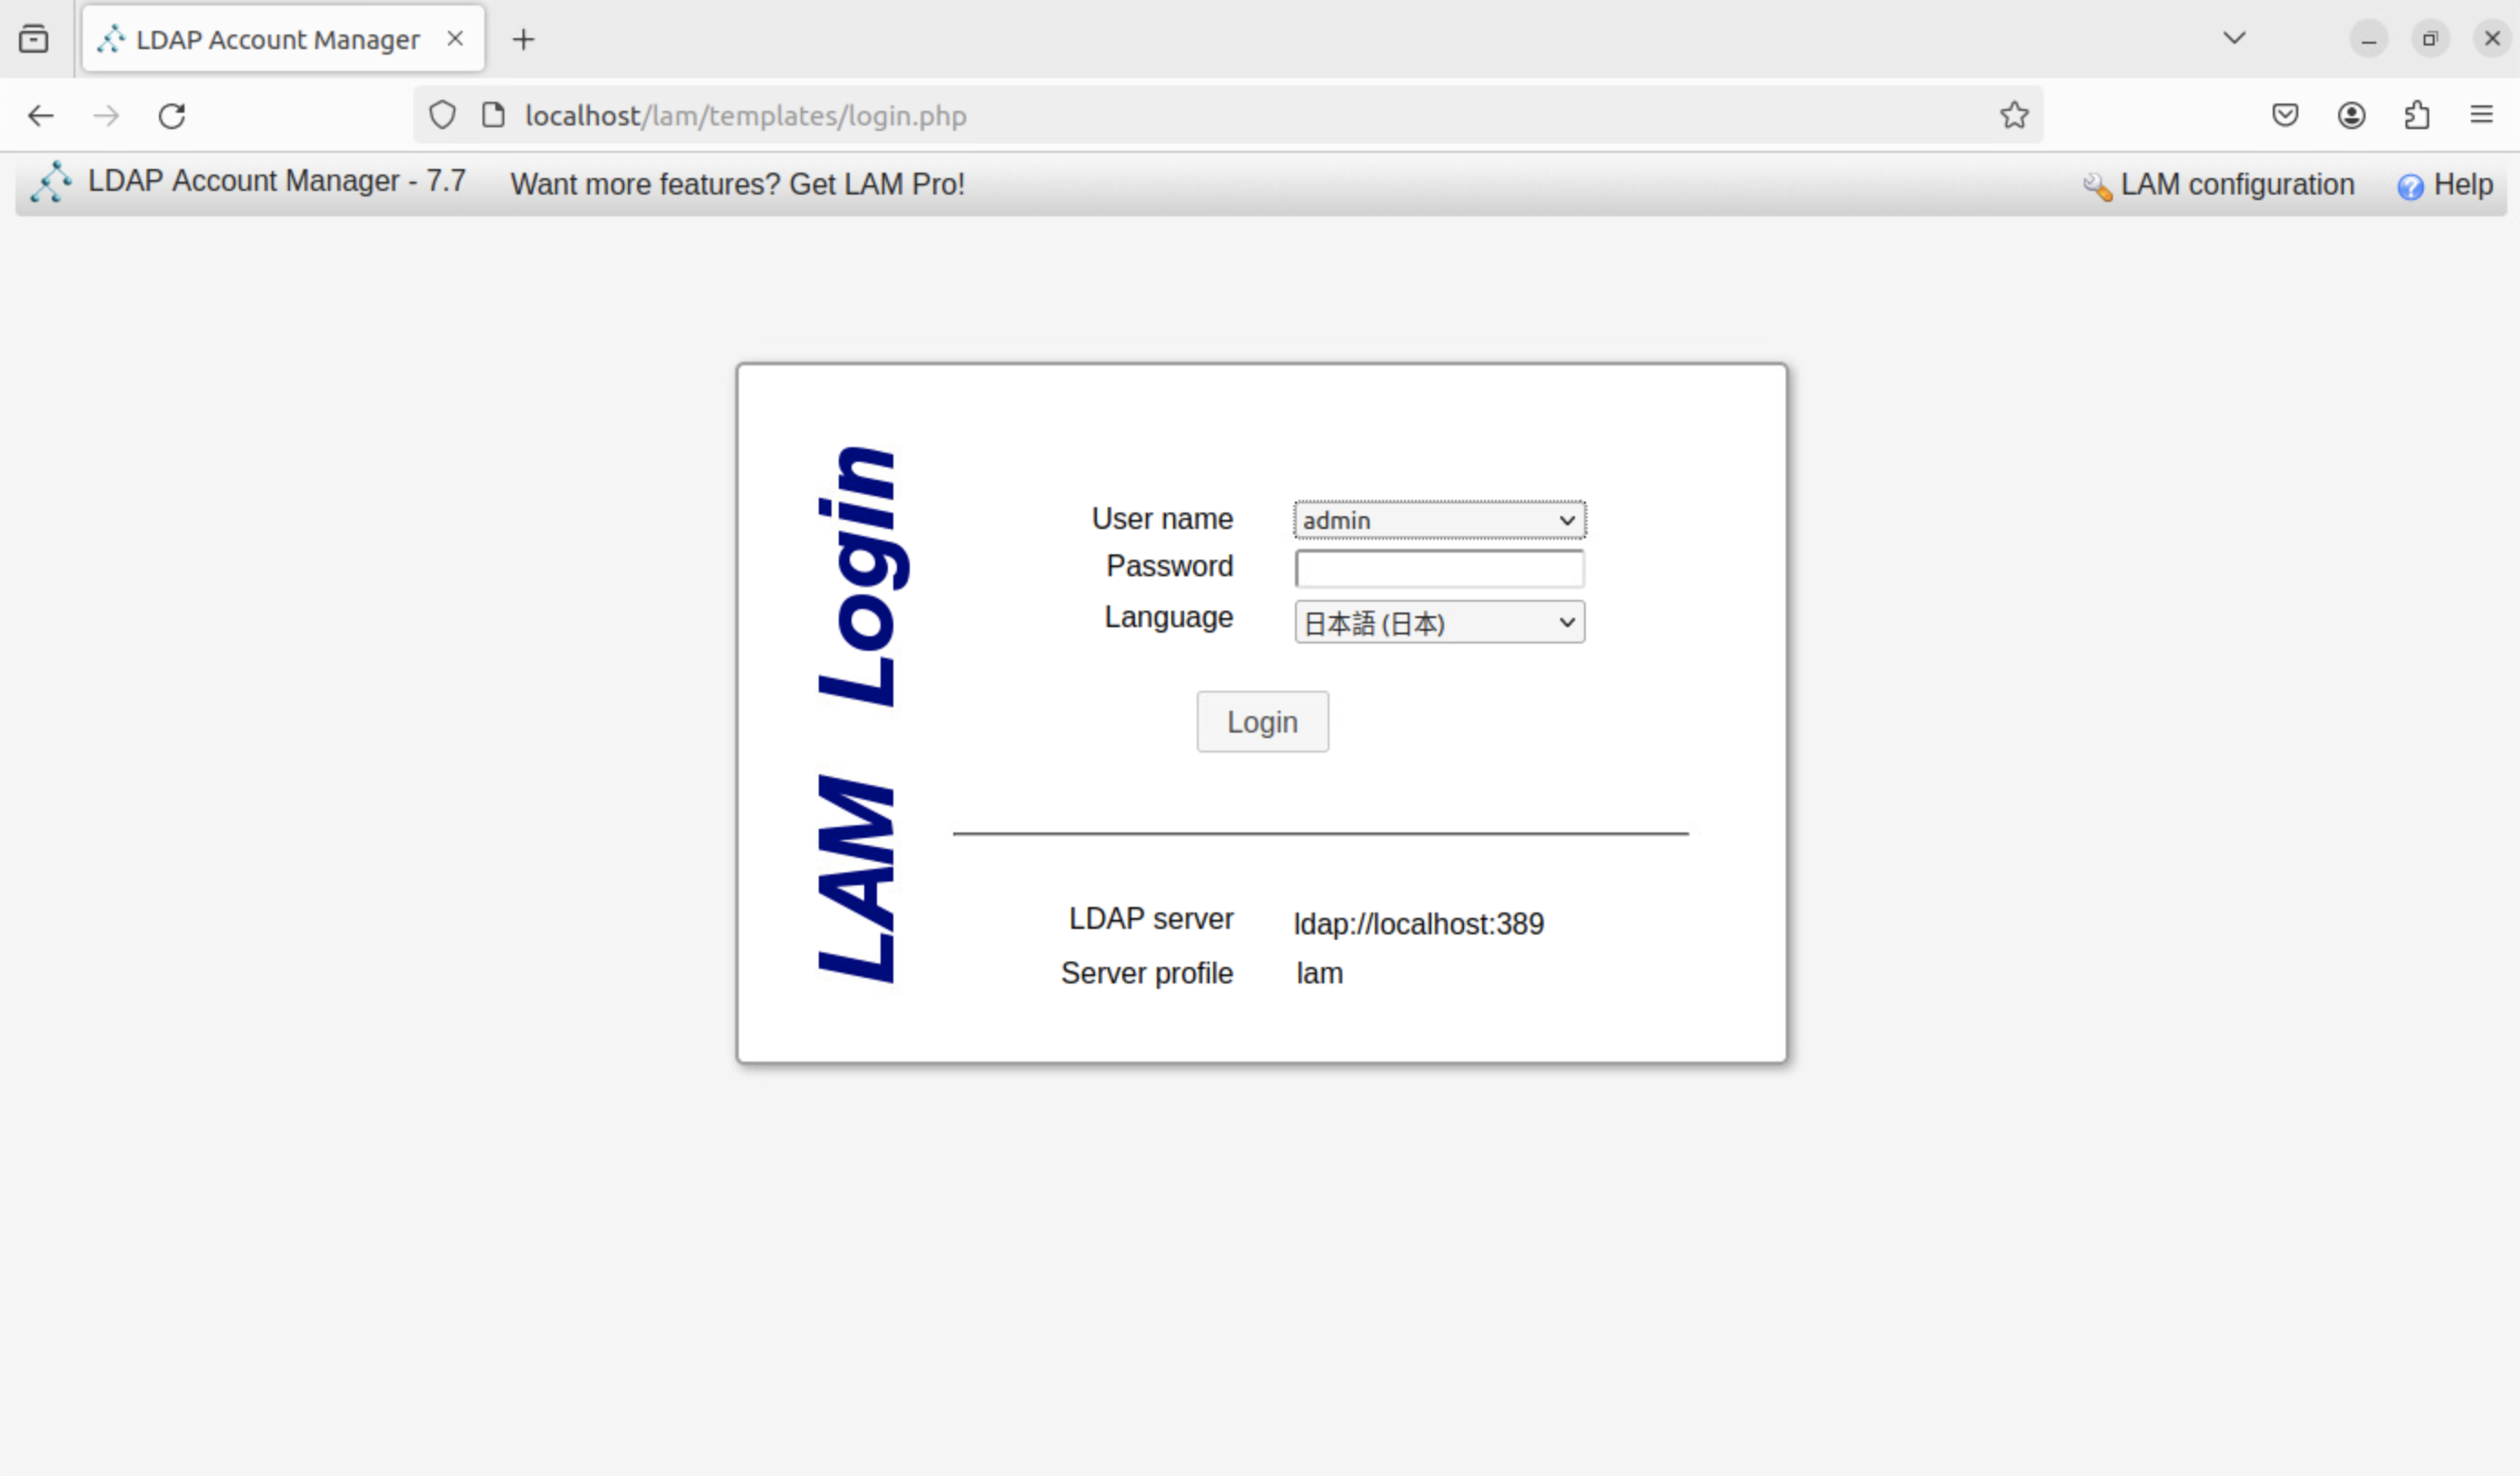 LDAP Account Manager
localhost/lam/templates/login.php
LDAP Account Manager - 7.7 Want more features? Get LAM Pro! LAM configuration Help
LAM Login
User name admin
Password
Language 日本語 (日本)
Login
LDAP server ldap://localhost:389
Server profile lam